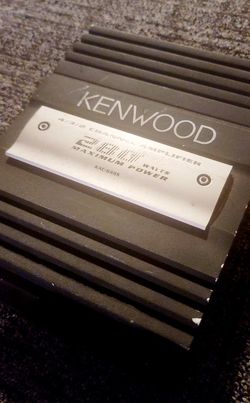 KENWOOD
4/3/2 CHANNEL AMPLIFIER
280 WATTS
MAXIMUM POWER